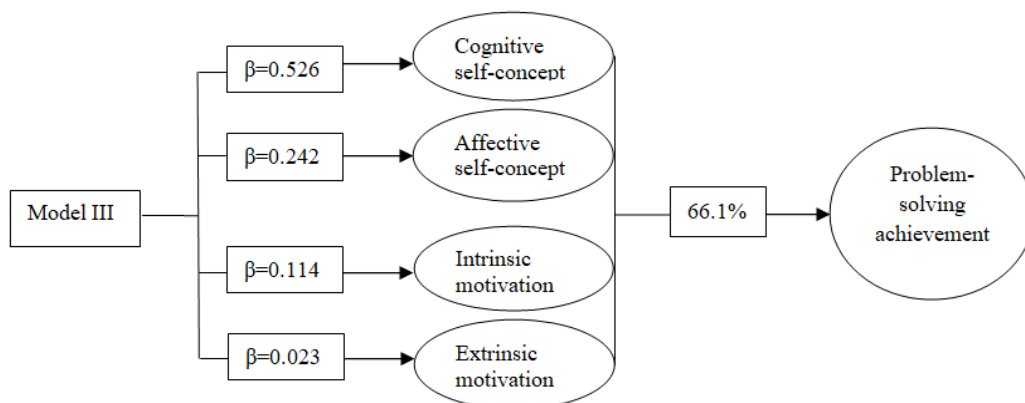 Model III
β=0.526
Cognitive
self-concept
β=0.242
Affective
self-concept
β=0.114
Intrinsic
motivation
β=0.023
Extrinsic
motivation
66.1%
Problem-
solving
achievement